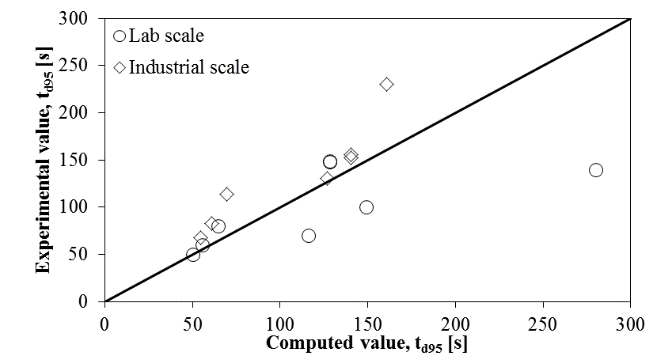 300
250
200
150
100
50
0
Experimental value, td95 [s]
Lab scale
Industrial scale
0 50 100 150 200 250 300
Computed value, td95 [s]